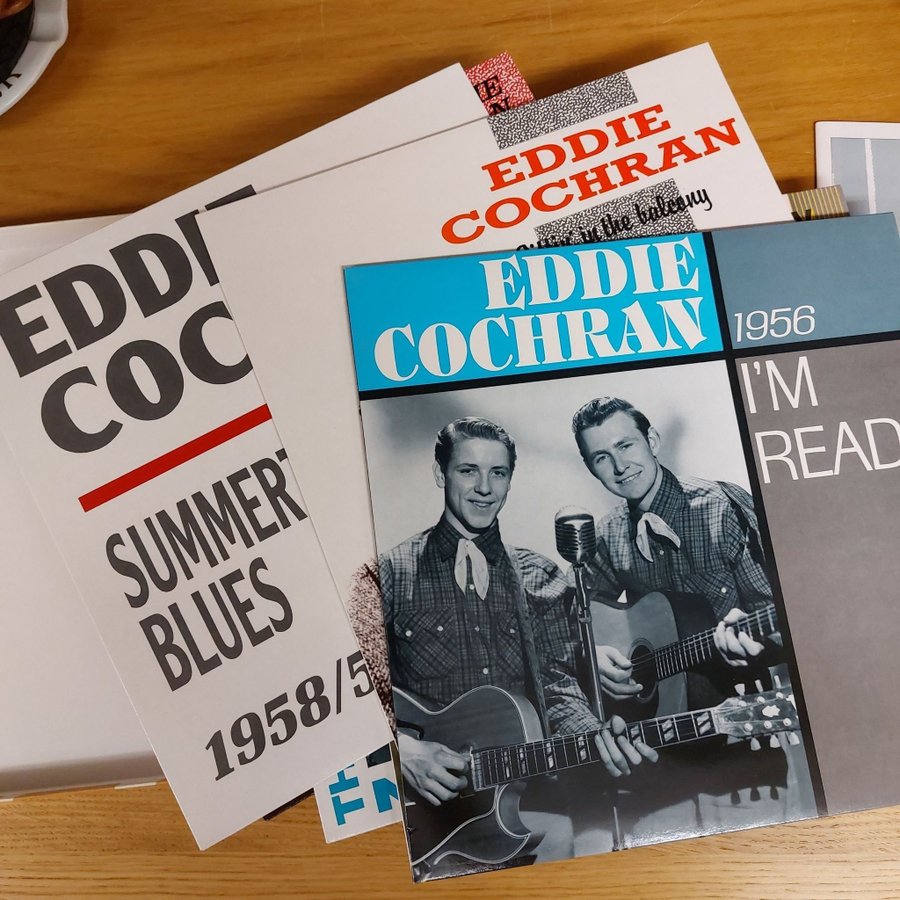 EDDIE
COCHRAN
Sittin' in the balcony
EDDIE
COCHRAN
1956
I'M
READ
EDDI
COC
SUMMERT
BLUES
1958/5